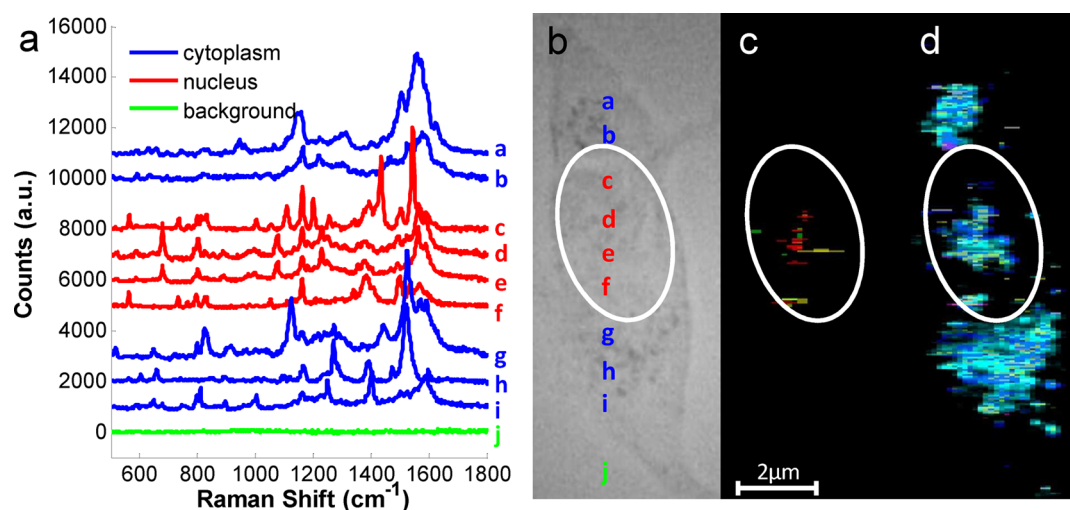 a
16000
14000
12000
10000
8000
6000
4000
2000
0
Counts (a.u.)
cytoplasm
nucleus
background
a
b
c
d
e
f
g
h
i
j
600 800 1000 1200 1400 1600 1800
Raman Shift (cm-1)
b
a
b
c
d
e
f
g
h
i
j
c
2μm
d